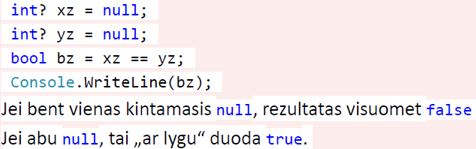 int? xz = null;
int? yz = null;
bool bz = xz == yz;
Console.WriteLine(bz);
Jei bent vienas kintamasis null, rezultatas visuomet false
Jei abu null, tai „ar lygu“ duoda true.